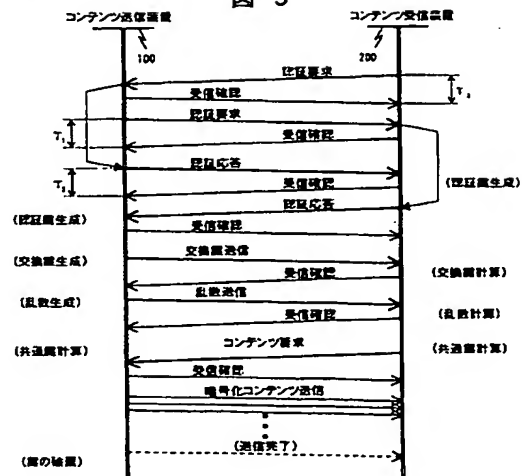 図 3
コンテンツ送信装置
コンテンツ受信装置
100
200
認証要求
受信確認
認証要求
T₁
受信確認
認証応答
T₂
受信確認
(認証鍵生成)
認証応答
(認証鍵生成)
受信確認
(交換鍵生成)
交換鍵送信
受信確認
(交換鍵計算)
(乱数生成)
乱数送信
受信確認
(乱数計算)
(共通鍵計算)
コンテンツ要求
(共通鍵計算)
受信確認
暗号化コンテンツ送信
(送信完了)
(鍵の破棄)